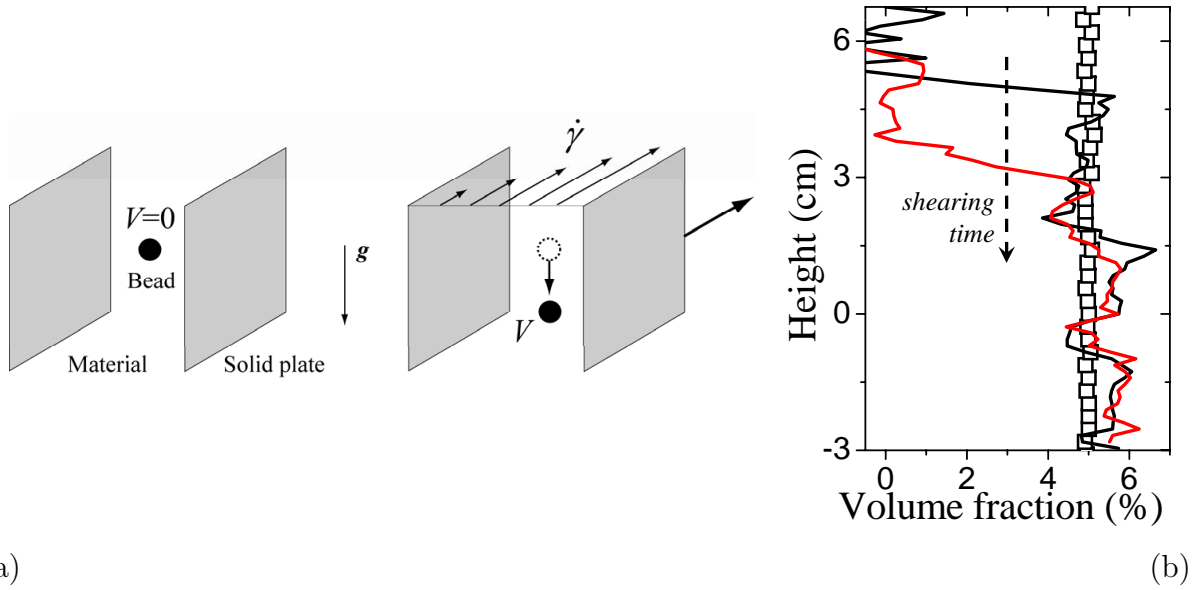 V=0
Bead
Material
Solid plate
g
γ̇
V
a)
6
3
0
-3
Height (cm)
shearing
time
0 2 4 6
Volume fraction (%)
(b)